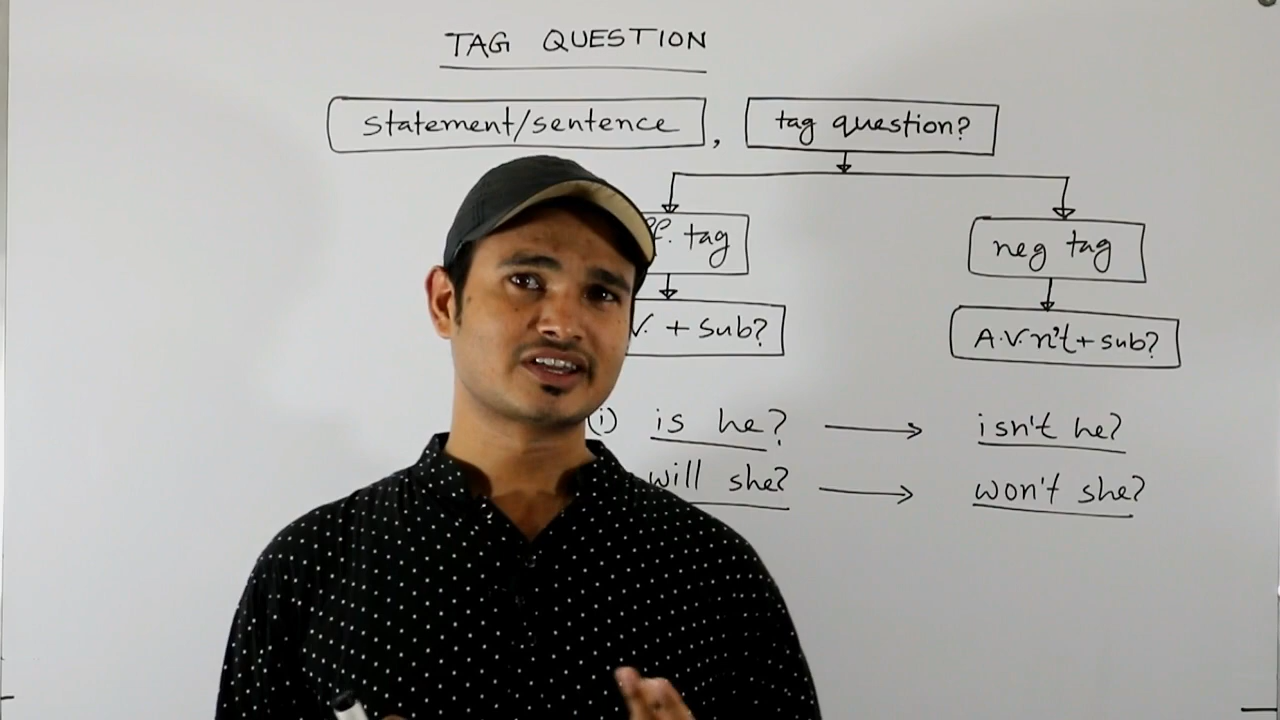 TAG QUESTION
statement/sentence , tag question?
ff. tag neg tag
V. + Sub? A.V.n't + sub?
(i) is he? → isn't he?
will she? → won't she?